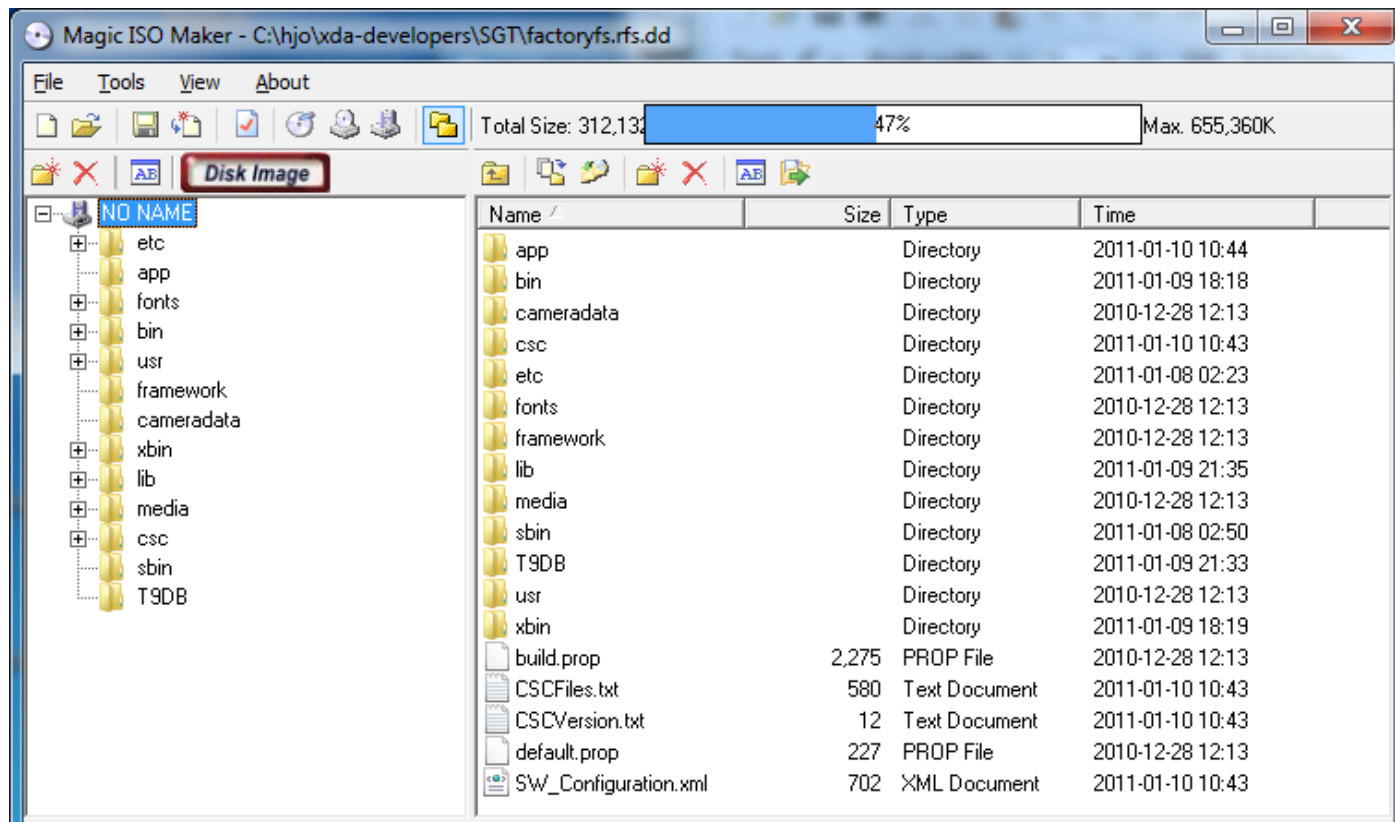 Magic ISO Maker - C:\hjo\xda-developers\SGT\factoryfs.rfs.dd
File Tools View About
Total Size: 312,132 47% Max. 655,360K
AB Disk Image AB
NO NAME
etc
app
fonts
bin
usr
framework
cameradata
xbin
lib
media
csc
sbin
T9DB
Name Size Type Time
app Directory 2011-01-10 10:44
bin Directory 2011-01-09 18:18
cameradata Directory 2010-12-28 12:13
csc Directory 2011-01-10 10:43
etc Directory 2011-01-08 02:23
fonts Directory 2010-12-28 12:13
framework Directory 2010-12-28 12:13
lib Directory 2011-01-09 21:35
media Directory 2010-12-28 12:13
sbin Directory 2011-01-08 02:50
T9DB Directory 2011-01-09 21:33
usr Directory 2010-12-28 12:13
xbin Directory 2011-01-09 18:19
build.prop 2,275 PROP File 2010-12-28 12:13
CSCFiles.txt 580 Text Document 2011-01-10 10:43
CSCVersion.txt 12 Text Document 2011-01-10 10:43
default.prop 227 PROP File 2010-12-28 12:13
SW_Configuration.xml 702 XML Document 2011-01-10 10:43